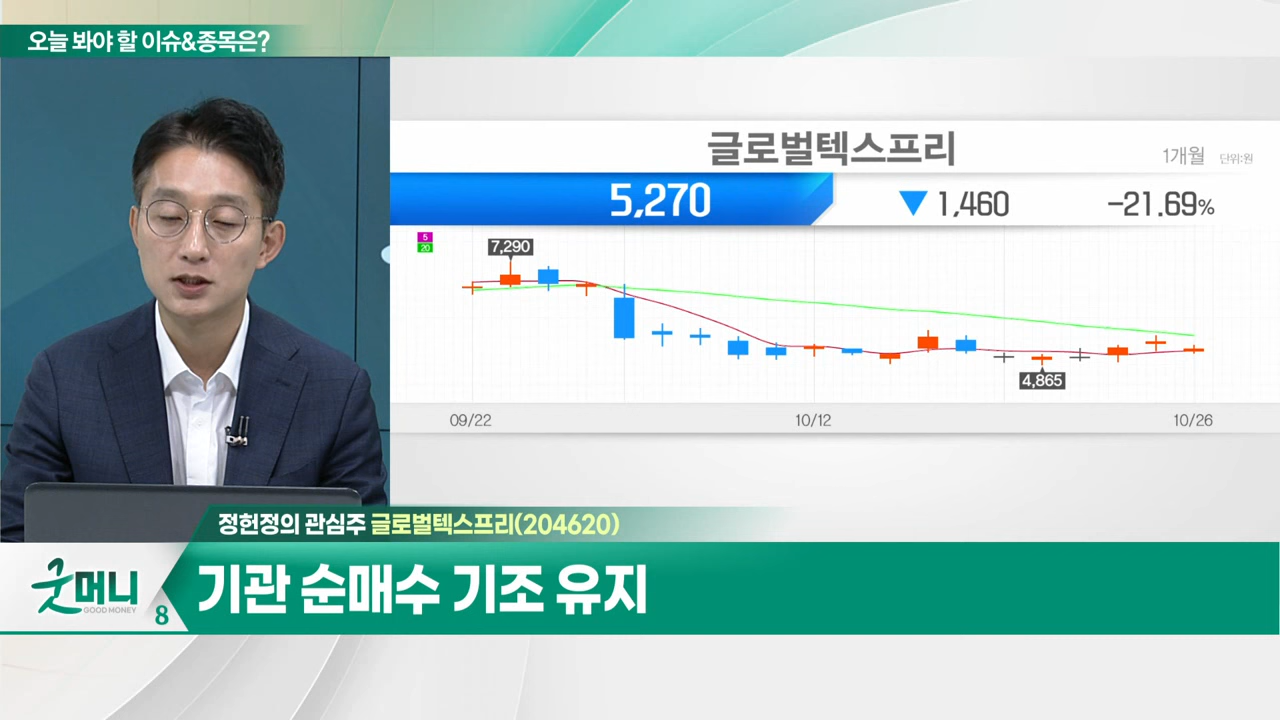 오늘 봐야 할 이슈&종목은?
글로벌텍스프리
1개월 단위:원
5,270 ▼ 1,460 -21.69%
5
20
7,290
4,865
09/22 10/12 10/26
정헌정의 관심주 글로벌텍스프리(204620)
굿머니
GOOD MONEY
8
기관 순매수 기조 유지